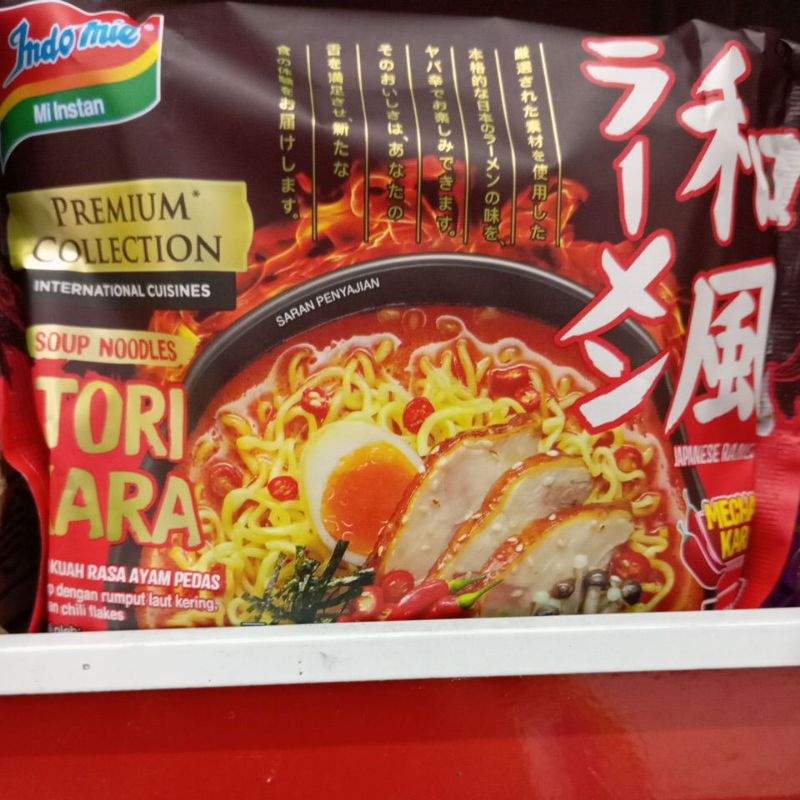 Indomie
Mi Instan
PREMIUM*
COLLECTION
INTERNATIONAL CUISINES
SOUP NOODLES
TORI
KARA
KUAH RASA AYAM PEDAS
dengan rumput laut kering,
chili flakes
SARAN PENYAJIAN
厳選された素材を使用した
本格的な日本のラーメンの味を、
ヤバ辛でお楽しみできます。
そのおいしさは、あなたの
舌を満足させ、新たな
食の体験をお届けします。
和風
ラーメン
JAPANESE